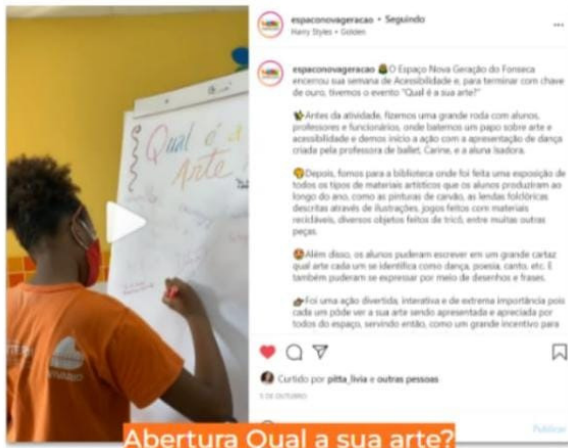 espaconovageracao • Seguindo
Harry Styles • Golden
espaconovageracao O Espaço Nova Geração do Fonseca
encerrou sua semana de Acessibilidade e, para terminar com chave
de ouro, tivemos o evento "Qual é a sua arte?"
Antes da atividade, fizemos uma grande roda com alunos,
professores e funcionários, onde batemos um papo sobre arte e
acessibilidade e demos início a ação com a apresentação de dança
criada pela professora de ballet, Carine, e a aluna Isadora.
Depois, fomos para a biblioteca onde foi feita uma exposição de
todos os tipos de materiais artísticos que os alunos produziram ao
longo do ano, como as pinturas de carvão, as lendas folclóricas
descritas através de ilustrações, jogos feitos com materiais
recicláveis, diversos objetos feitos de tricô, entre muitas outras
peças.
Além disso, os alunos puderam escrever em um grande cartaz
qual arte cada um se identifica como dança, poesia, canto, etc. E
também puderam se expressar por meio de desenhos e frases.
Foi uma ação divertida, interativa e de extrema importância pois
cada um pôde ver a sua arte sendo apresentada e apreciada por
todos do espaço, servindo então, como um grande incentivo para
Curtido por pitta_livia e outras pessoas
5 DE OUTUBRO
Publicar
Qual é a
Arte
Abertura Qual a sua arte?